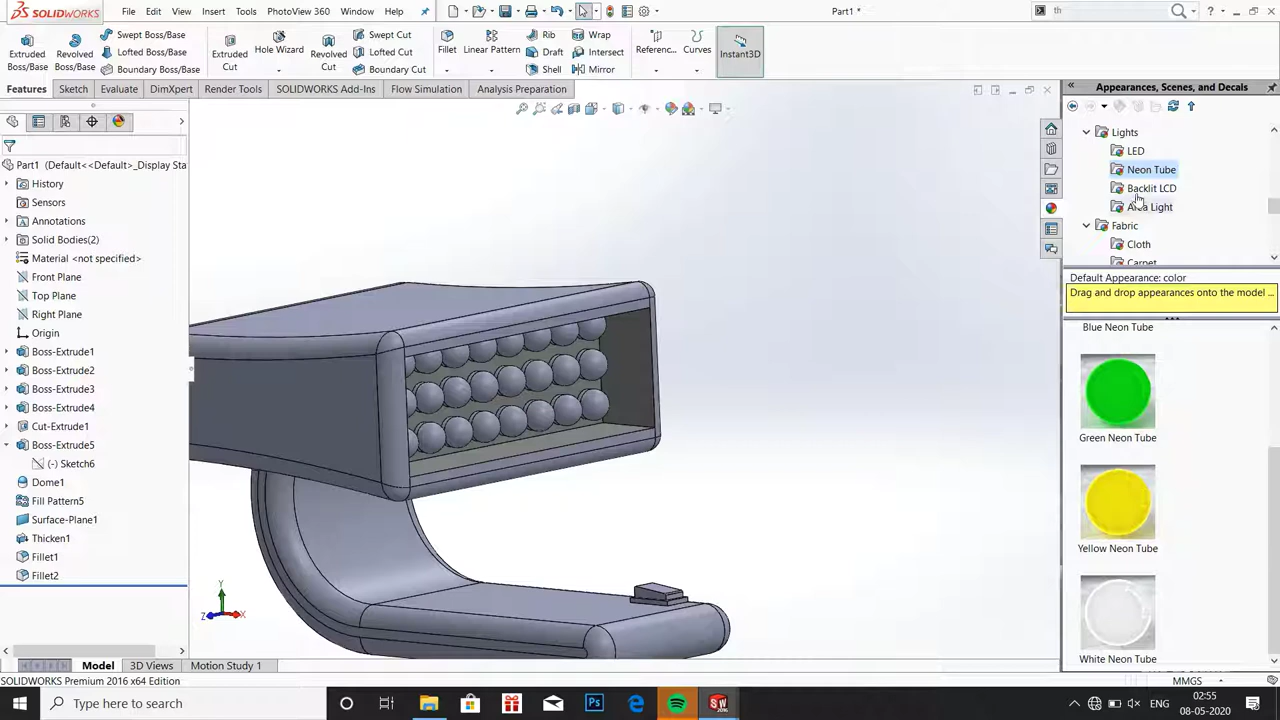 SOLIDWORKS File Edit View Insert Tools PhotoView 360 Window Help Part1 * th ?
Extruded Boss/Base
Revolved Boss/Base
Swept Boss/Base
Lofted Boss/Base
Boundary Boss/Base
Extruded Cut
Hole Wizard
Revolved Cut
Swept Cut
Lofted Cut
Boundary Cut
Fillet
Linear Pattern
Rib
Draft
Shell
Wrap
Intersect
Mirror
Referenc...
Curves
Instant3D
Features Sketch Evaluate DimXpert Render Tools SOLIDWORKS Add-Ins Flow Simulation Analysis Preparation
Part1 (Default<<Default>_Display Sta
History
Sensors
Annotations
Solid Bodies(2)
Material <not specified>
Front Plane
Top Plane
Right Plane
Origin
Boss-Extrude1
Boss-Extrude2
Boss-Extrude3
Boss-Extrude4
Cut-Extrude1
Boss-Extrude5
(-) Sketch6
Dome1
Fill Pattern5
Surface-Plane1
Thicken1
Fillet1
Fillet2
Y
Z X
Appearances, Scenes, and Decals
Lights
LED
Neon Tube
Backlit LCD
Area Light
Fabric
Cloth
Carpet
Default Appearance: color
Drag and drop appearances onto the model ...
Blue Neon Tube
Green Neon Tube
Yellow Neon Tube
White Neon Tube
Model 3D Views Motion Study 1
SOLIDWORKS Premium 2016 x64 Edition MMGS
Type here to search
Ps
SW
2016
ENG
02:55
08-05-2020
2